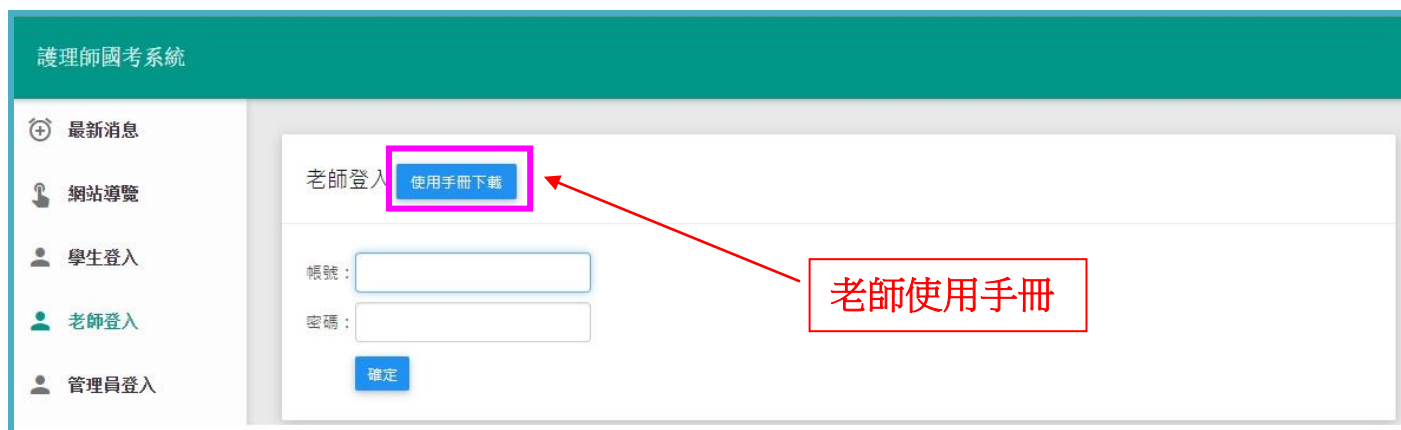 護理師國考系統
最新消息
網站導覽
學生登入
老師登入
管理員登入
老師登入 使用手冊下載
帳號：
密碼：
確定
老師使用手冊